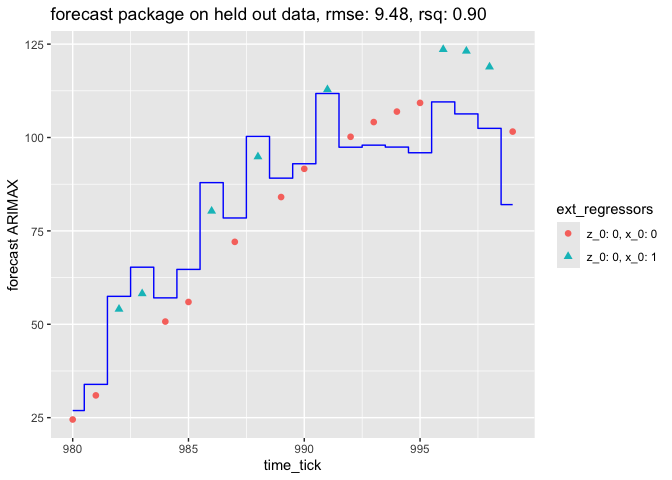 forecast package on held out data, rmse: 9.48, rsq: 0.90
125
100
75
50
25
forecast ARIMAX
980
985
990
995
time_tick
ext_regressors
z_0: 0, x_0: 0
z_0: 0, x_0: 1